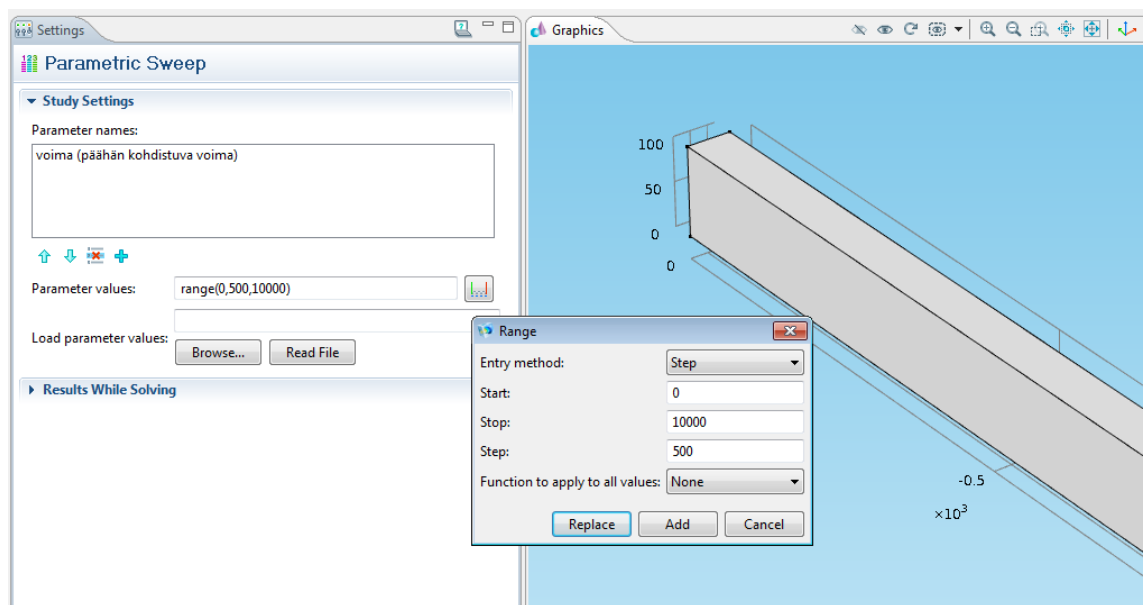 Settings
Parametric Sweep
Study Settings
Parameter names:
voima (päähän kohdistuva voima)
Parameter values: range(0,500,10000)
Load parameter values:
Browse... Read File
Results While Solving
Graphics
100
50
0
0
-0.5
×10³
Range
Entry method: Step
Start: 0
Stop: 10000
Step: 500
Function to apply to all values: None
Replace Add Cancel